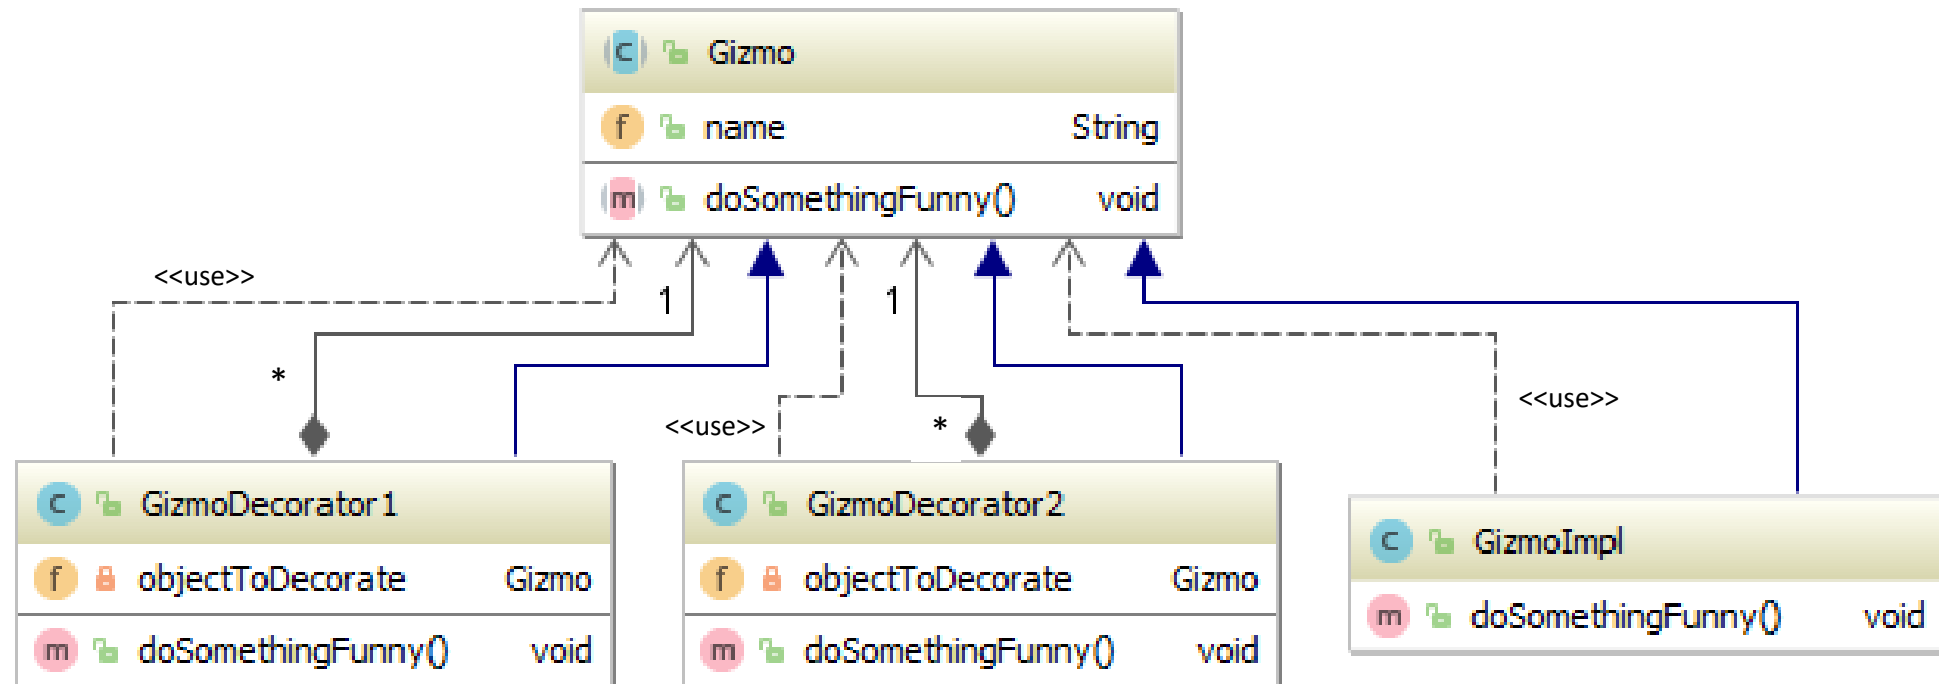 c Gizmo
f name String
m doSomethingFunny() void
<<use>>
1
1
*
<<use>>
*
<<use>>
c GizmoDecorator1
f objectToDecorate Gizmo
m doSomethingFunny() void
c GizmoDecorator2
f objectToDecorate Gizmo
m doSomethingFunny() void
c GizmoImpl
m doSomethingFunny() void